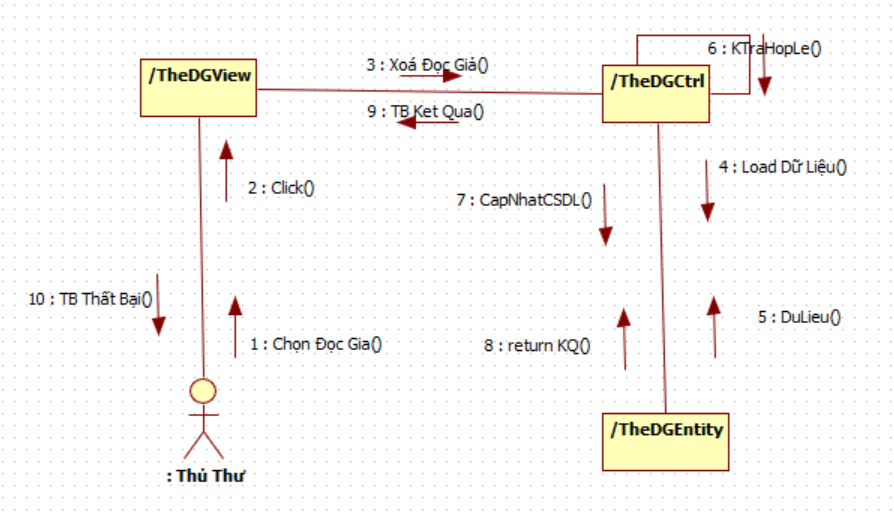 /TheDGView
3 : Xoá Đọc Giả()
/TheDGCtrl
6 : KTraHopLe()
9 : TB Ket Qua()
2 : Click()
4 : Load Dữ Liệu()
7 : CapNhatCSDL()
10 : TB Thất Bại()
1 : Chọn Đọc Gia()
5 : DuLieu()
8 : return KQ()
/TheDGEntity
: Thủ Thư